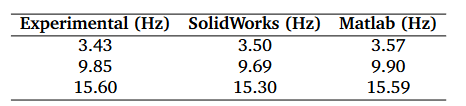 Experimental (Hz) SolidWorks (Hz) Matlab (Hz)
3.43 3.50 3.57
9.85 9.69 9.90
15.60 15.30 15.59